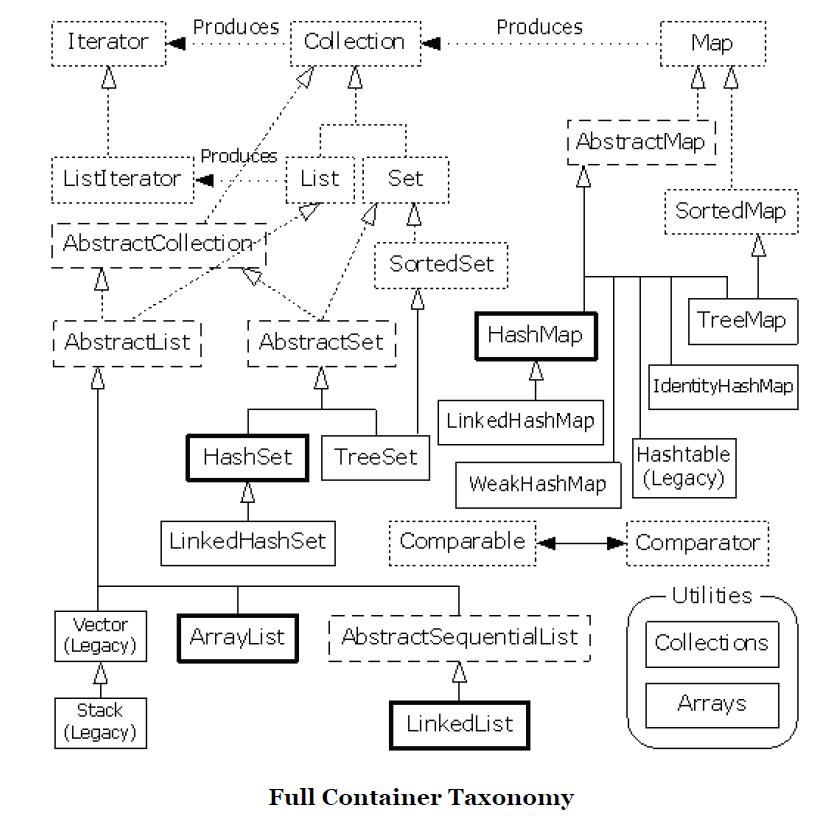 Iterator
Produces
Collection
Produces
Map
AbstractMap
ListIterator
Produces
List
Set
SortedMap
AbstractCollection
SortedSet
AbstractList
AbstractSet
HashMap
TreeMap
IdentityHashMap
LinkedHashMap
HashSet
TreeSet
WeakHashMap
Hashtable
(Legacy)
LinkedHashSet
Comparable
Comparator
Utilities
Vector
(Legacy)
ArrayList
AbstractSequentialList
Collections
Stack
(Legacy)
LinkedList
Arrays
Full Container Taxonomy